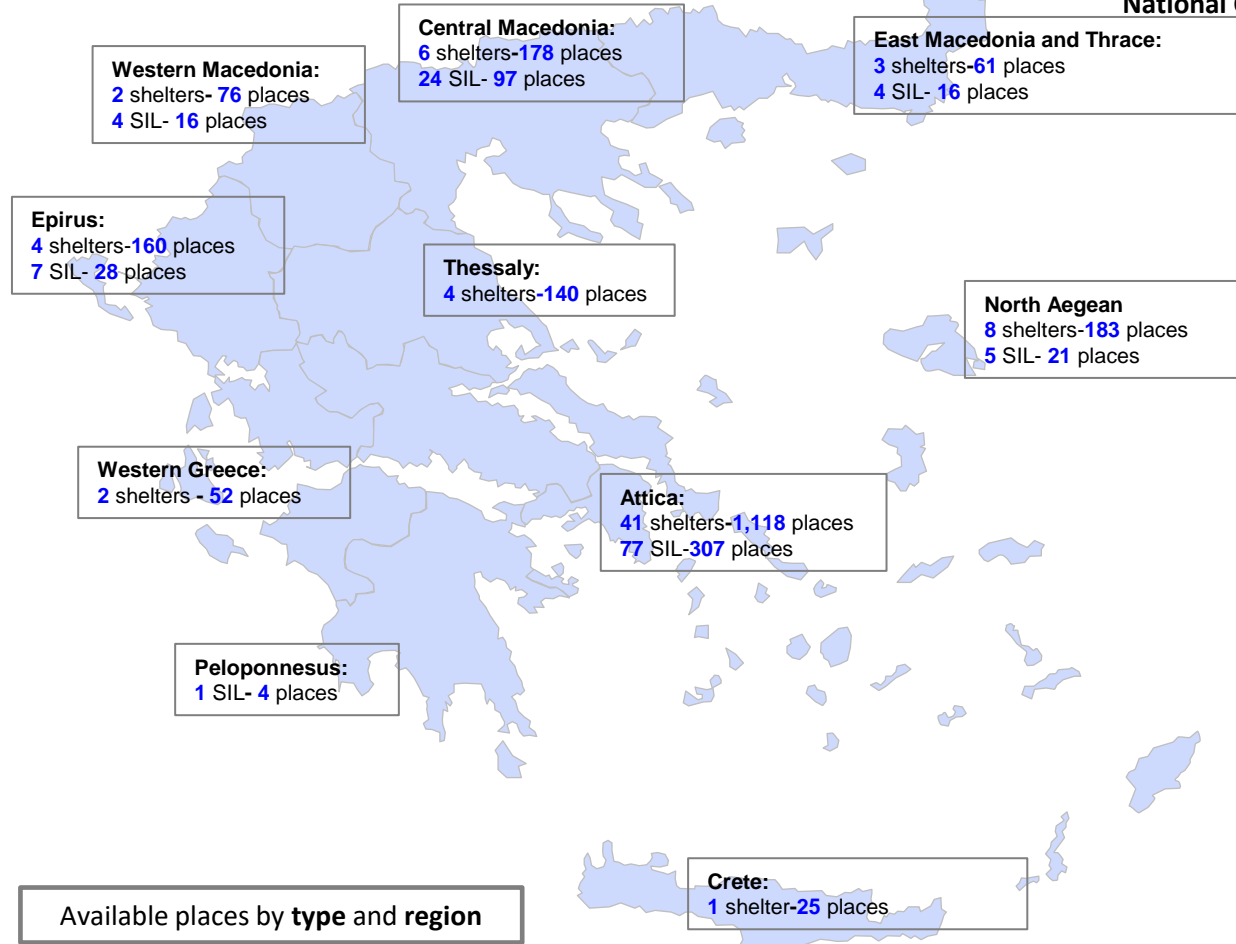 National
Central Macedonia:
6 shelters-178 places
24 SIL- 97 places
East Macedonia and Thrace:
3 shelters-61 places
4 SIL- 16 places
Western Macedonia:
2 shelters- 76 places
4 SIL- 16 places
Epirus:
4 shelters-160 places
7 SIL- 28 places
Thessaly:
4 shelters-140 places
North Aegean
8 shelters-183 places
5 SIL- 21 places
Western Greece:
2 shelters - 52 places
Attica:
41 shelters-1,118 places
77 SIL-307 places
Peloponnesus:
1 SIL- 4 places
Crete:
1 shelter-25 places
Available places by type and region